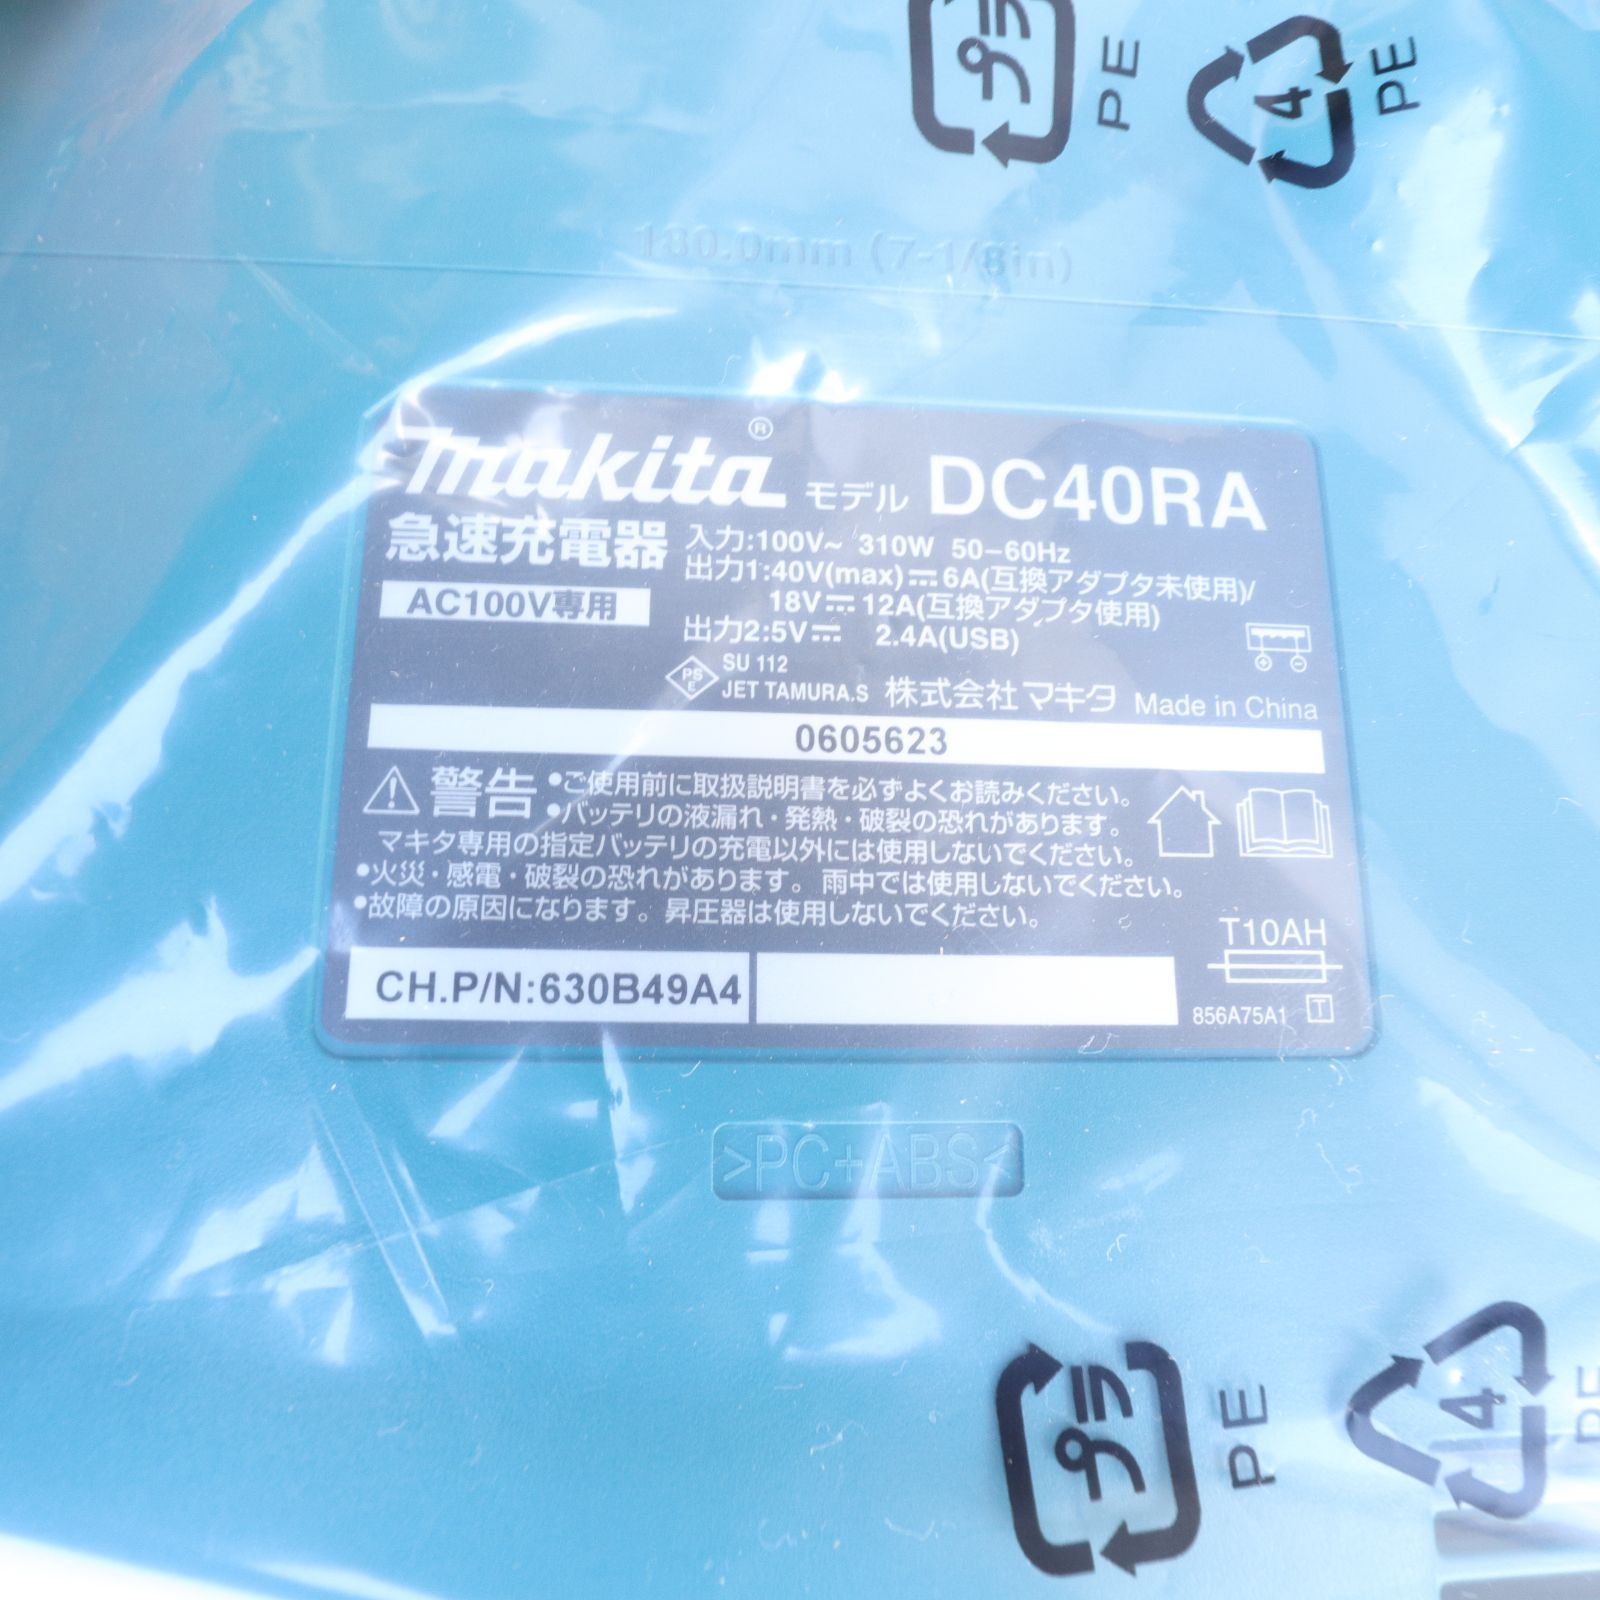 プラ
PE
4
PE
180.0mm (7-1/8in)
makita® モデル DC40RA
急速充電器
AC100V専用
入力:100V~ 310W 50-60Hz
出力1:40V(max)⎓6A(互換アダプタ未使用)/
18V⎓12A(互換アダプタ使用)
出力2:5V⎓ 2.4A(USB)
PS
E
SU 112
JET TAMURA.S 株式会社マキタ Made in China
0605623
⚠警告 •ご使用前に取扱説明書を必ずよくお読みください。
•バッテリの液漏れ・発熱・破裂の恐れがあります。
マキタ専用の指定バッテリの充電以外には使用しないでください。
•火災・感電・破裂の恐れがあります。雨中では使用しないでください。
•故障の原因になります。昇圧器は使用しないでください。
T10AH
CH.P/N:630B49A4
856A75A1 T
>PC+ABS<
プラ
PE
4
PE